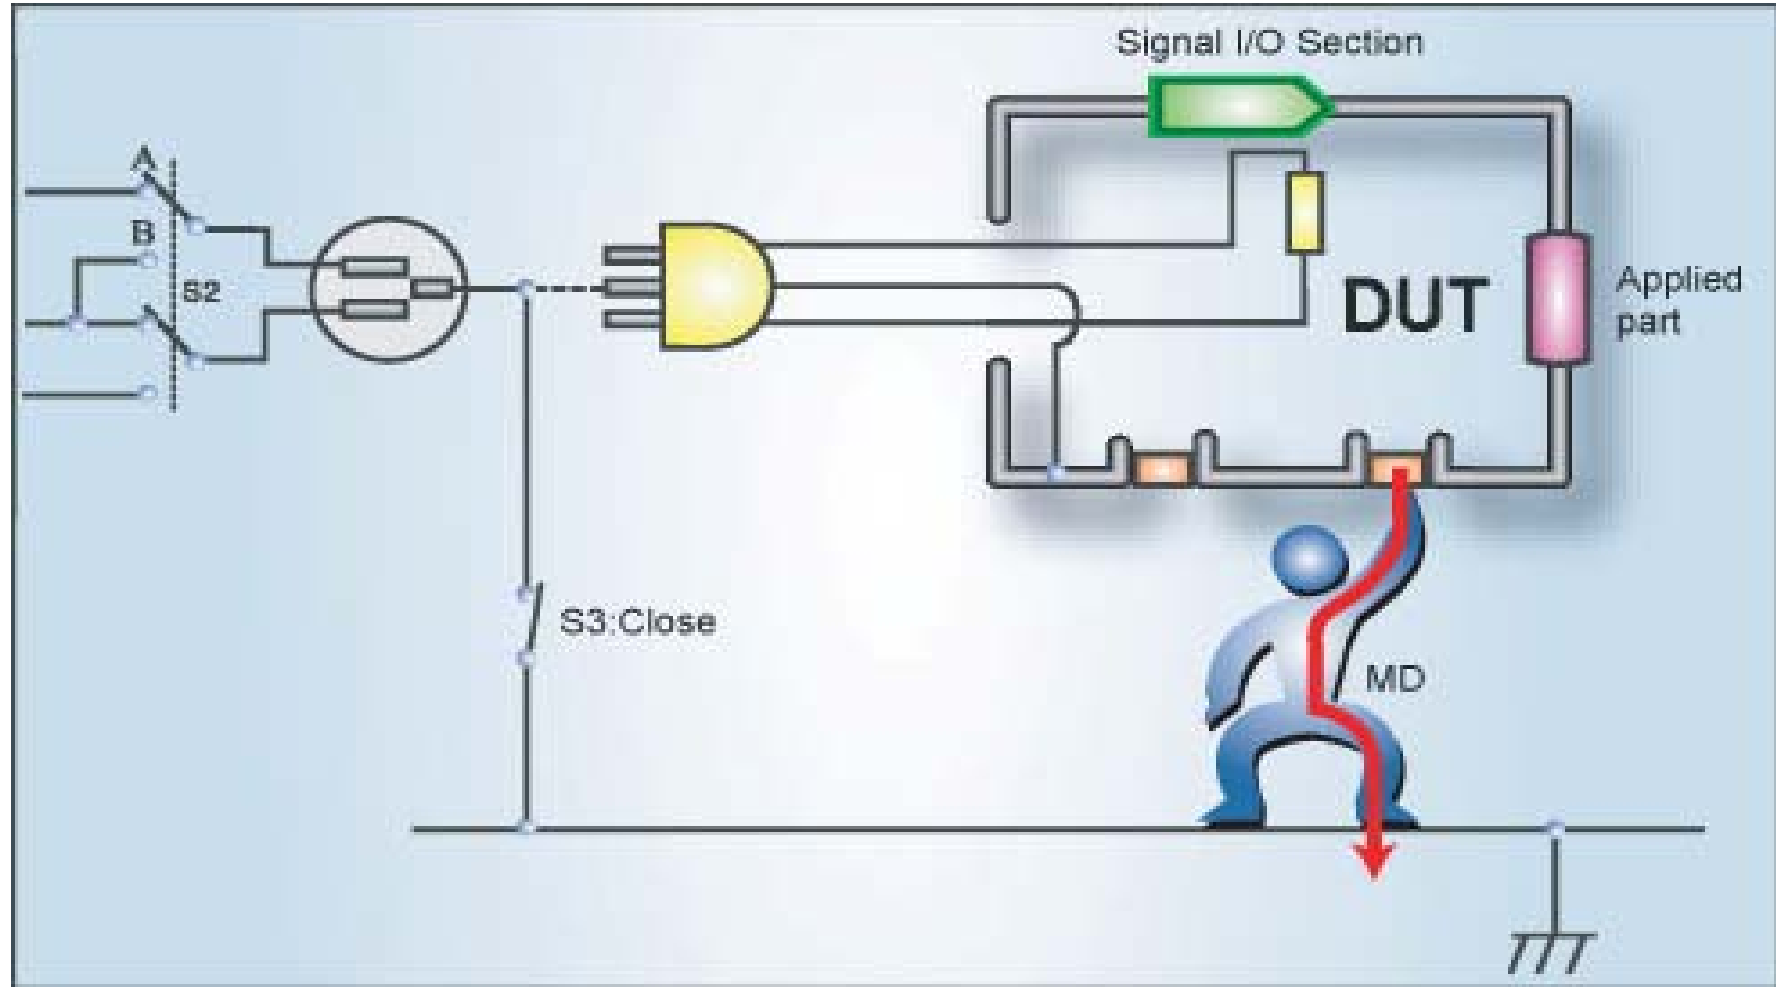 Signal I/O Section
A
B
S2
DUT
Applied
part
S3:Close
MD